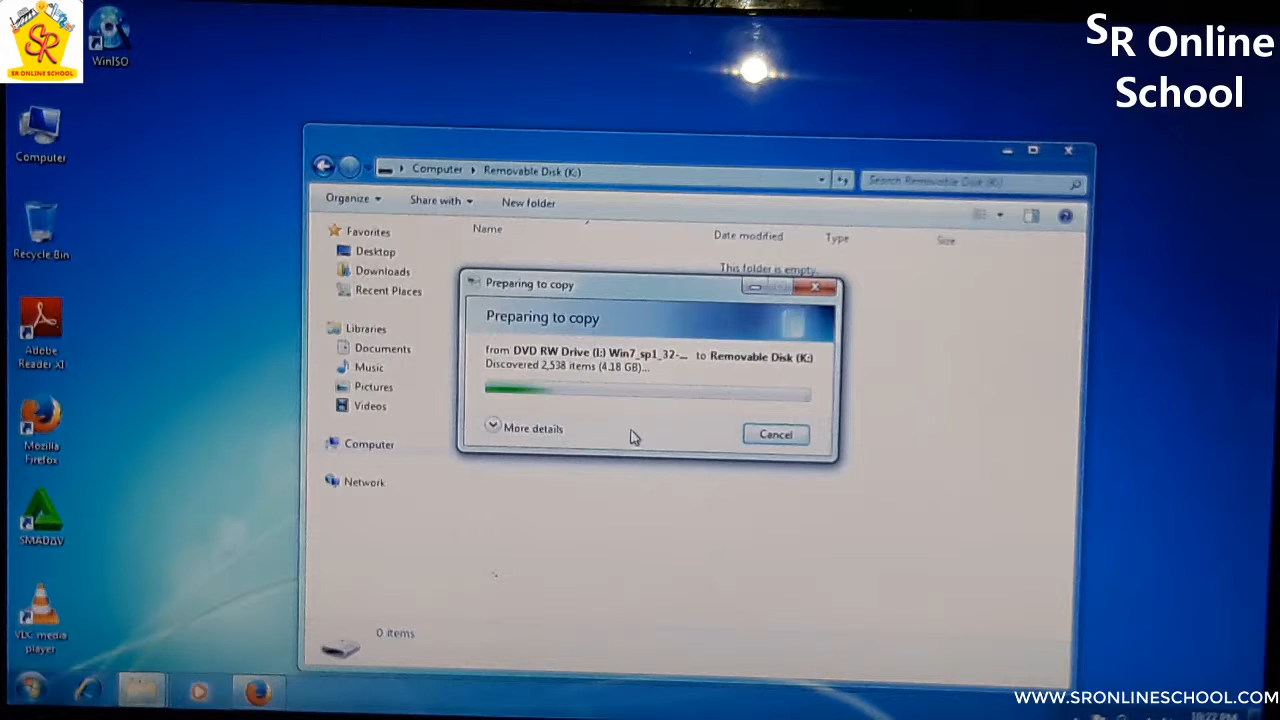 SR
SR ONLINE SCHOOL
WinISO
SR Online
School
Computer
Recycle Bin
Adobe
Reader XI
Mozilla
Firefox
SMADAV
VLC media
player
Computer
Removable Disk (K:)
Search Removable Disk (K:)
Organize
Share with
New folder
Favorites
Desktop
Downloads
Recent Places
Libraries
Documents
Music
Pictures
Videos
Computer
Network
Name
Date modified
Type
Size
This folder is empty.
Preparing to copy
Preparing to copy
from DVD RW Drive (I:) Win7_sp1_32-... to Removable Disk (K:)
Discovered 2,538 items (4.18 GB)...
More details
Cancel
0 items
WWW.SRONLINESCHOOL.COM